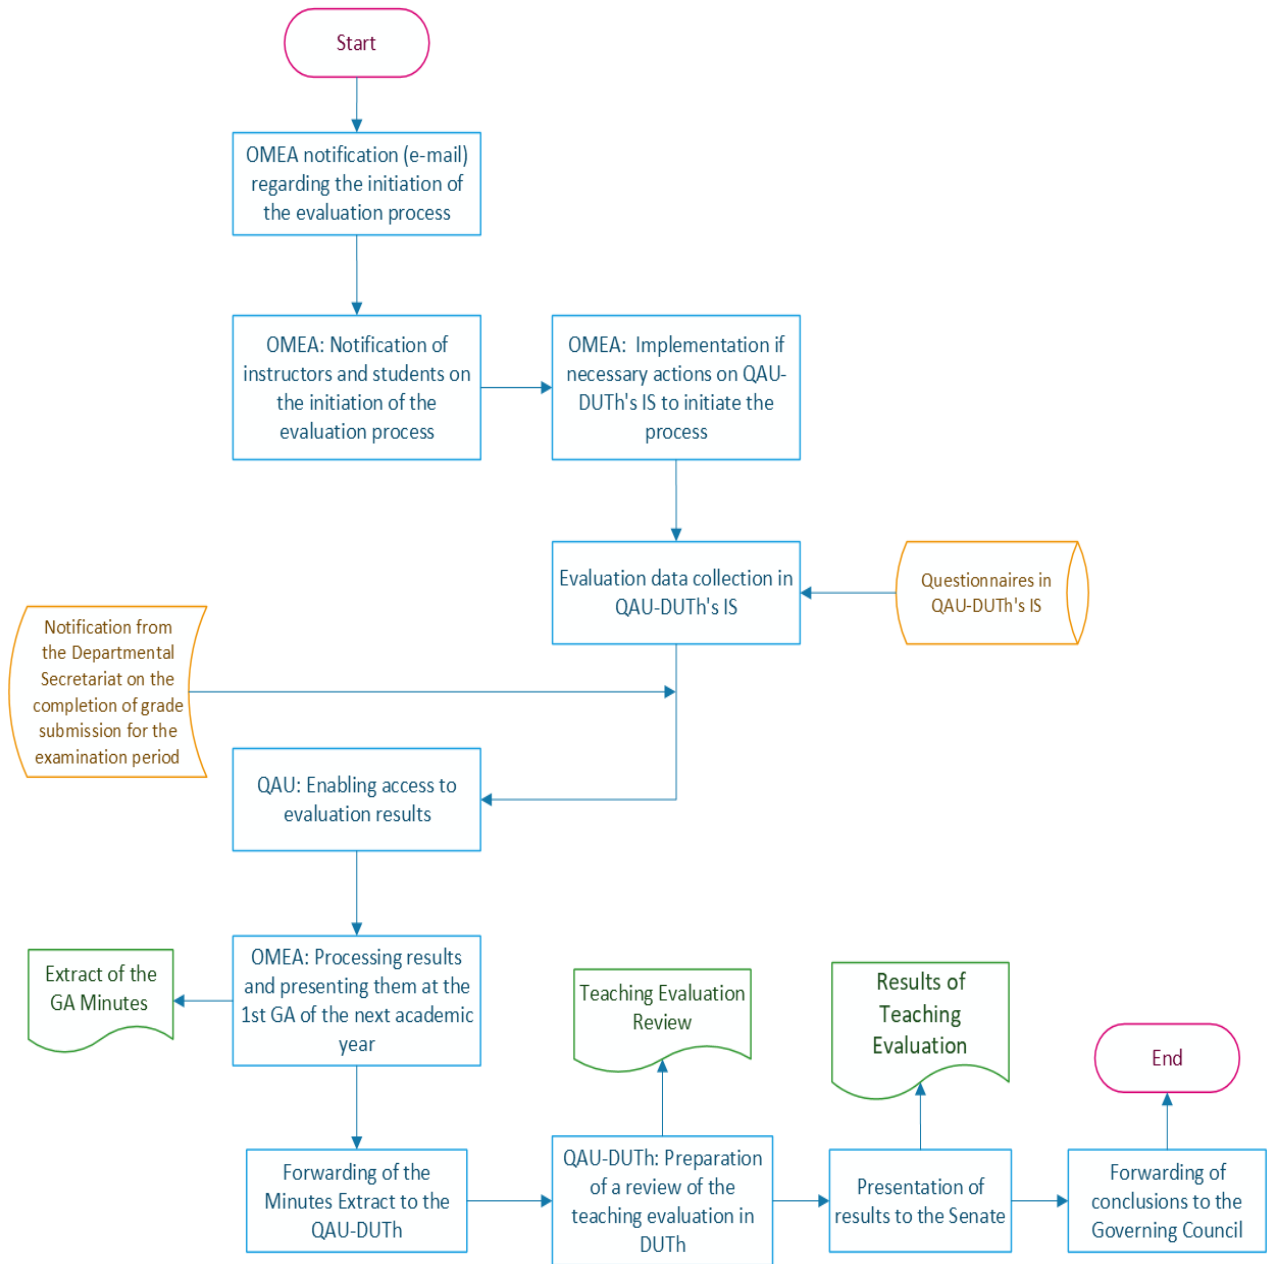 Start
OMEA notification (e-mail)
regarding the initiation of
the evaluation process
OMEA: Notification of
instructors and students on
the initiation of the
evaluation process
OMEA:  Implementation if
necessary actions on QAU-
DUTh's IS to initiate the
process
Evaluation data collection in
QAU-DUTh's IS
Questionnaires in
QAU-DUTh's IS
Notification from
the Departmental
Secretariat on the
completion of grade
submission for the
examination period
QAU: Enabling access to
evaluation results
OMEA: Processing results
and presenting them at the
1st GA of the next academic
year
Extract of the
GA Minutes
Teaching Evaluation
Review
Results of
Teaching
Evaluation
End
Forwarding of the
Minutes Extract to the
QAU-DUTh
QAU-DUTh: Preparation
of a review of the
teaching evaluation in
DUTh
Presentation of
results to the Senate
Forwarding of
conclusions to the
Governing Council